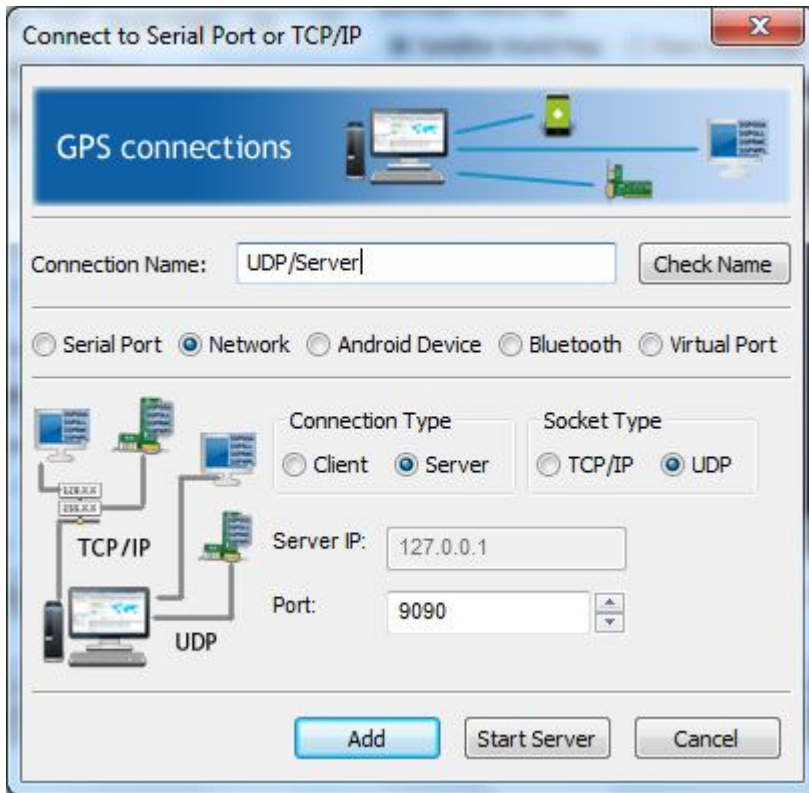 Connect to Serial Port or TCP/IP
GPS connections
Connection Name: UDP/Server Check Name
Serial Port Network Android Device Bluetooth Virtual Port
Connection Type Socket Type
Client Server TCP/IP UDP
TCP/IP
Server IP: 127.0.0.1
Port: 9090
UDP
Add Start Server Cancel